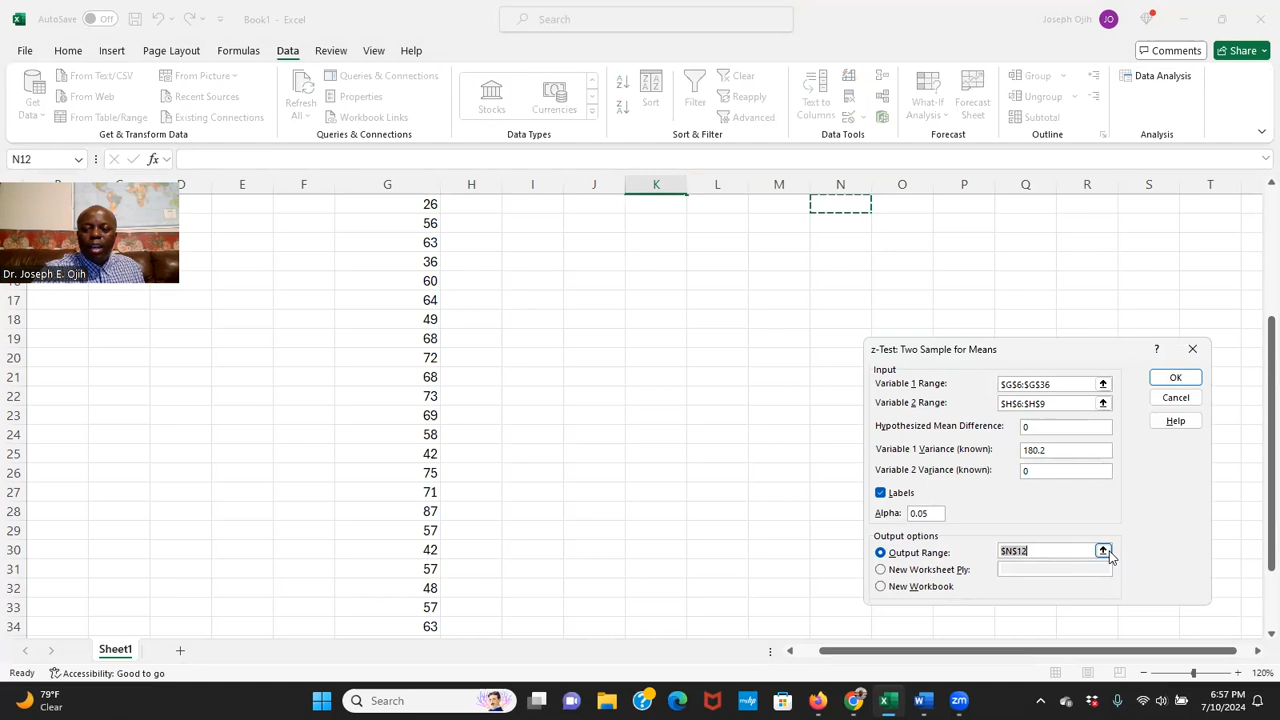 AutoSave Off Book1 - Excel Search Joseph Ojih JO
File Home Insert Page Layout Formulas Data Review View Help Comments Share
Get Data From Text/CSV From Picture Refresh All Queries & Connections Stocks Currencies Sort Filter Clear Text to Columns What-If Analysis Forecast Sheet Group Data Analysis
From Web Recent Sources Properties Reapply Ungroup
From Table/Range Existing Connections Workbook Links Advanced Subtotal
Get & Transform Data Queries & Connections Data Types Sort & Filter Data Tools Forecast Outline Analysis
N12 fx
D E F G H I J K L M N O P Q R S T
26
56
63
36
60
17 64
18 49
19 68
20 72
21 68
22 73
23 69
24 58
25 42
26 75
27 71
28 87
29 57
30 42
31 57
32 48
33 57
34 63
Dr. Joseph E. Ojih
z-Test: Two Sample for Means ?
Input
Variable 1 Range: $G$6:$G$36 OK
Variable 2 Range: $H$6:$H$9 Cancel
Hypothesized Mean Difference: 0 Help
Variable 1 Variance (known): 180.2
Variable 2 Variance (known): 0
Labels
Alpha: 0.05
Output options
Output Range: $N$12
New Worksheet Ply:
New Workbook
Sheet1
Ready Accessibility: Good to go 120%
79°F Search 6:57 PM
Clear 7/10/2024